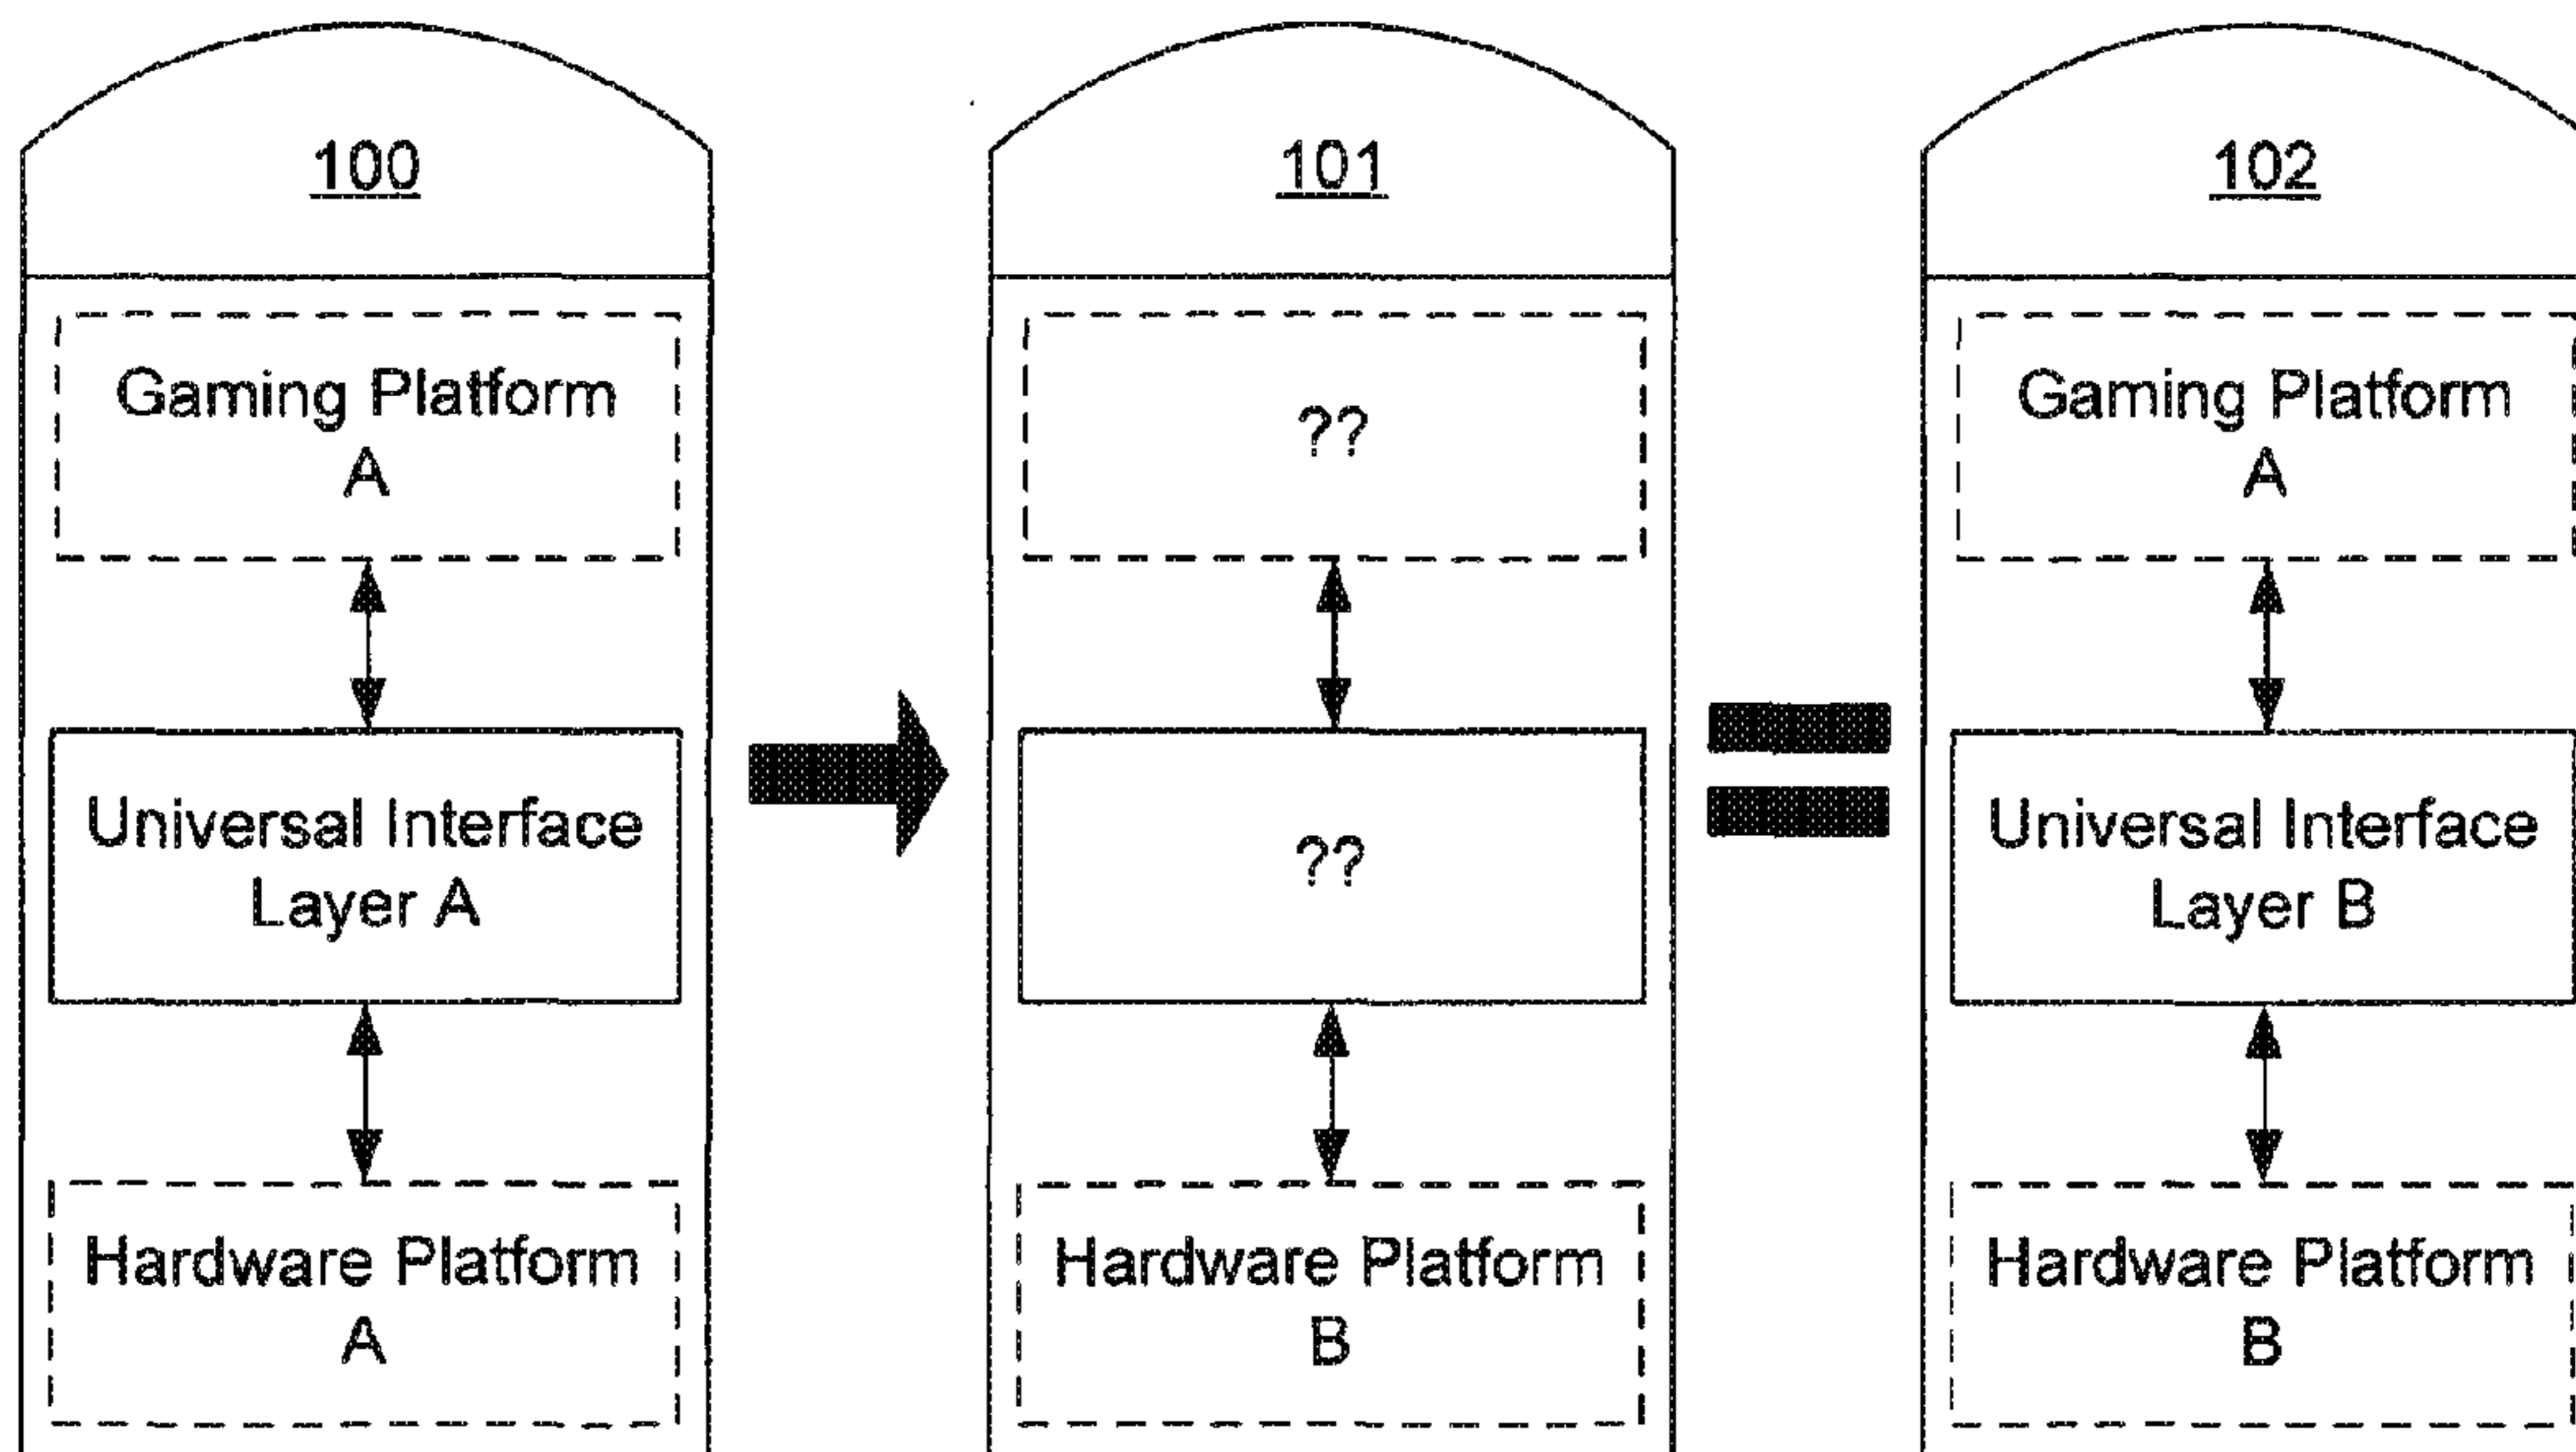 100
Gaming Platform
A
Universal Interface
Layer A
Hardware Platform
A
101
??
??
Hardware Platform
B
102
Gaming Platform
A
Universal Interface
Layer B
Hardware Platform
B